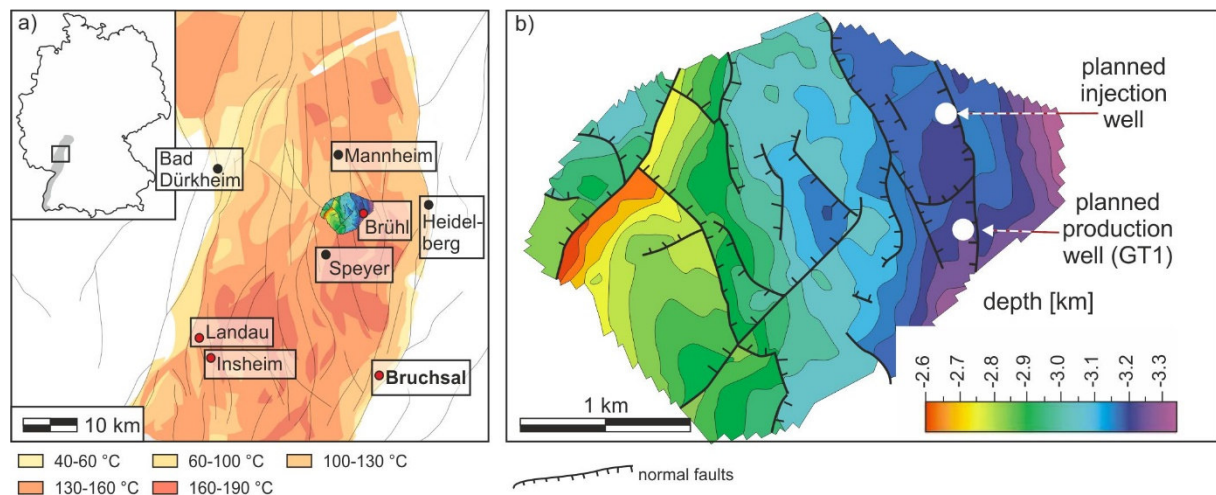 a)
Bad
Dürkheim
Mannheim
Brühl
Heidel-
berg
Speyer
Landau
Insheim
Bruchsal
10 km
40-60 °C
60-100 °C
100-130 °C
130-160 °C
160-190 °C
b)
planned
injection
well
planned
production
well (GT1)
depth [km]
-2.6
-2.7
-2.8
-2.9
-3.0
-3.1
-3.2
-3.3
1 km
normal faults